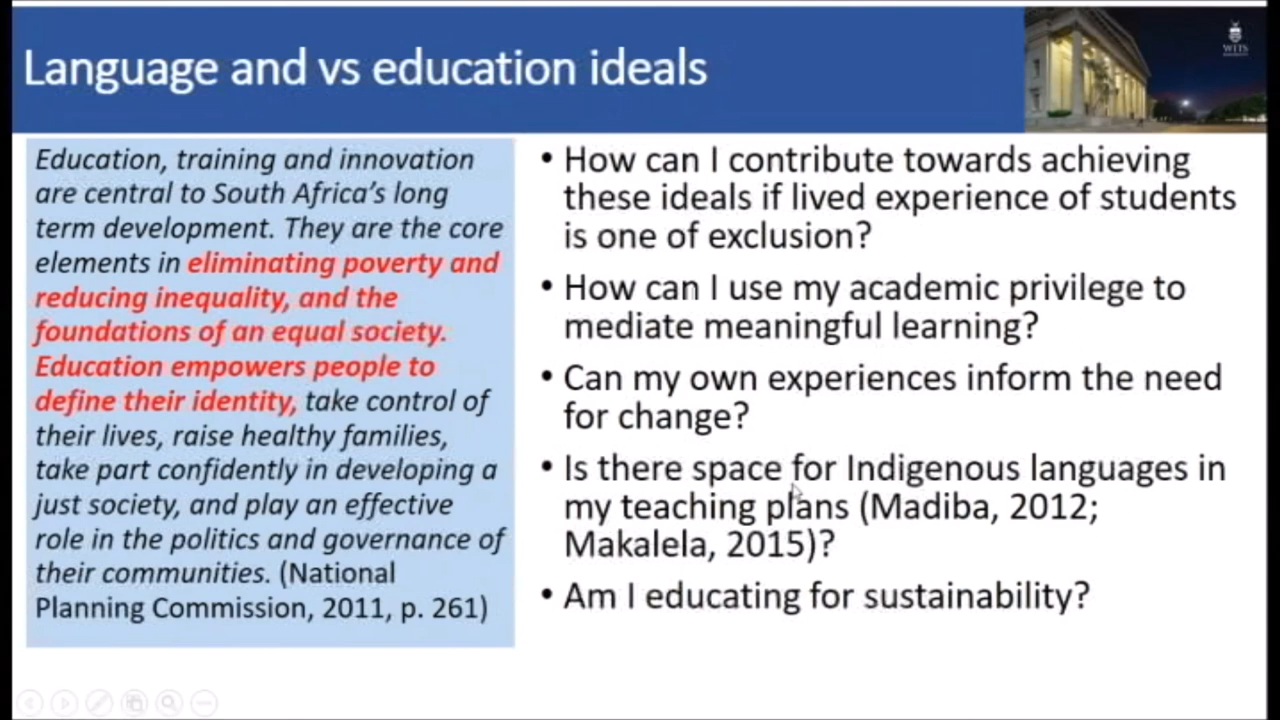 Language and vs education ideals
WITS
Education, training and innovation
are central to South Africa's long
term development. They are the core
elements in eliminating poverty and
reducing inequality, and the
foundations of an equal society.
Education empowers people to
define their identity, take control of
their lives, raise healthy families,
take part confidently in developing a
just society, and play an effective
role in the politics and governance of
their communities. (National
Planning Commission, 2011, p. 261)
• How can I contribute towards achieving
these ideals if lived experience of students
is one of exclusion?
• How can I use my academic privilege to
mediate meaningful learning?
• Can my own experiences inform the need
for change?
• Is there space for Indigenous languages in
my teaching plans (Madiba, 2012;
Makalela, 2015)?
• Am I educating for sustainability?